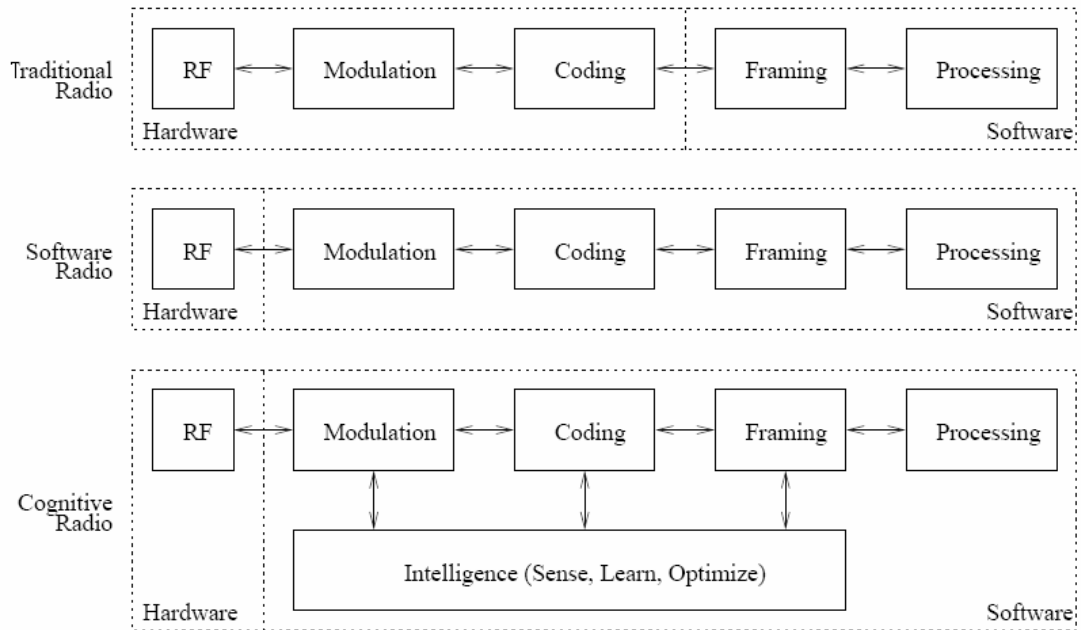 Traditional
Radio
RF
Modulation
Coding
Framing
Processing
Hardware
Software
Software
Radio
RF
Modulation
Coding
Framing
Processing
Hardware
Software
Cognitive
Radio
RF
Modulation
Coding
Framing
Processing
Intelligence (Sense, Learn, Optimize)
Hardware
Software